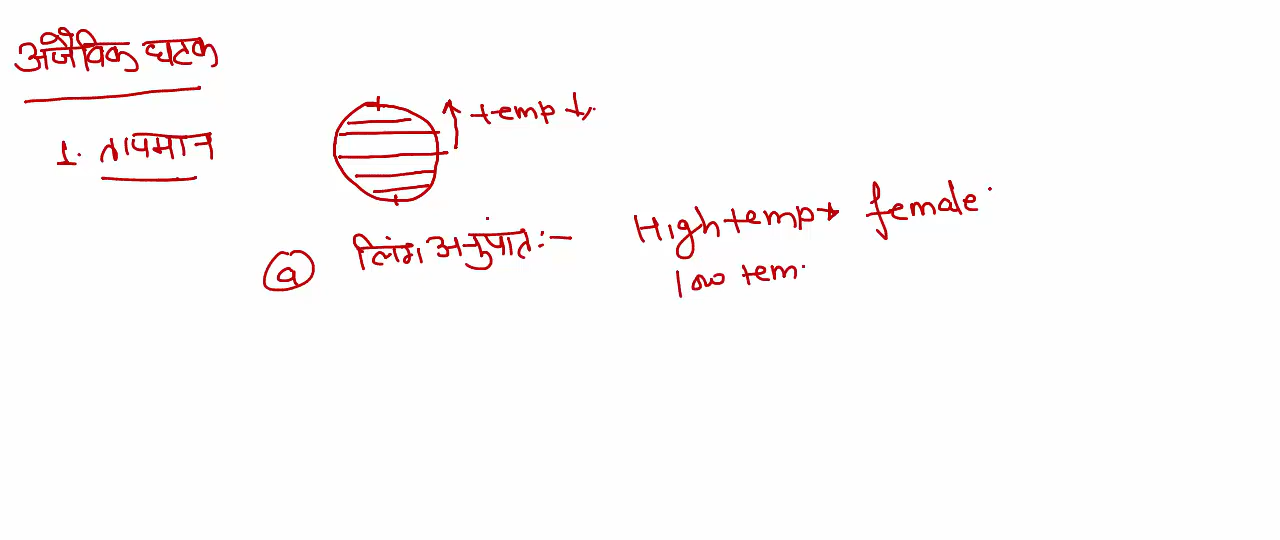 अजैविक घटक
1. तापमान
temp ↓
ⓐ लिंग अनुपात :-
High temp → female
low tem